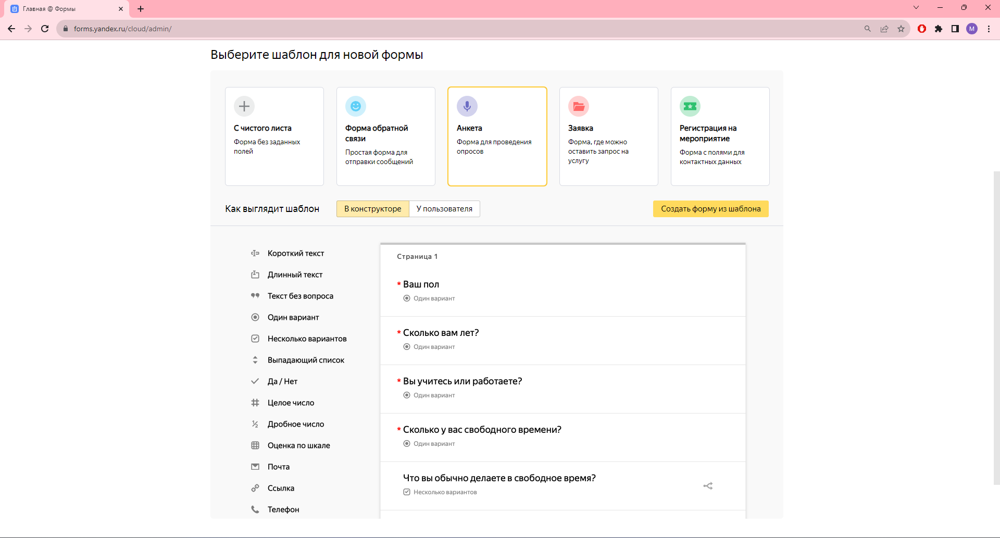 Главная @ Формы
forms.yandex.ru/cloud/admin/
M
Выберите шаблон для новой формы
С чистого листа
Форма без заданных
полей
Форма обратной
связи
Простая форма для
отправки сообщений
Анкета
Форма для проведения
опросов
Заявка
Форма, где можно
оставить запрос на
услугу
Регистрация на
мероприятие
Форма с полями для
контактных данных
Как выглядит шаблон
В конструкторе
У пользователя
Создать форму из шаблона
Короткий текст
Длинный текст
Текст без вопроса
Один вариант
Несколько вариантов
Выпадающий список
Да / Нет
Целое число
Дробное число
Оценка по шкале
Почта
Ссылка
Телефон
Страница 1
* Ваш пол
Один вариант
* Сколько вам лет?
Один вариант
* Вы учитесь или работаете?
Один вариант
* Сколько у вас свободного времени?
Один вариант
Что вы обычно делаете в свободное время?
Несколько вариантов